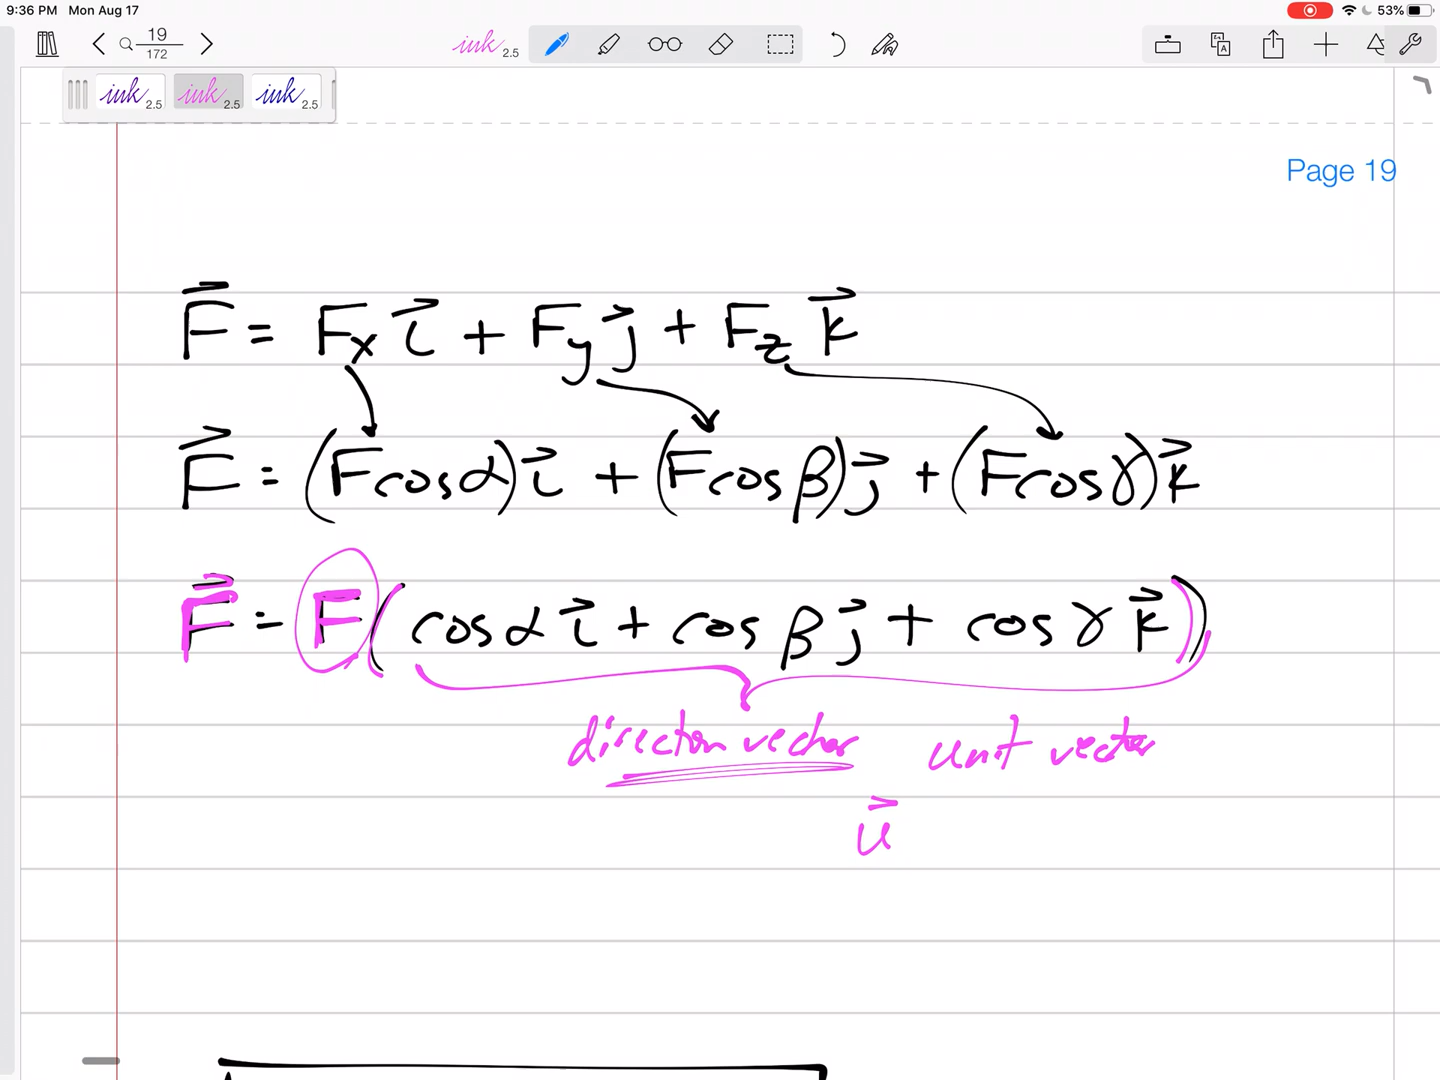 9:36 PM Mon Aug 17 53%
19
172
ink 2.5
ink 2.5 ink 2.5 ink 2.5
Page 19
F⃗ = Fx i⃗ + Fy j⃗ + Fz k⃗
F⃗ = (F cos α) i⃗ + (F cos β) j⃗ + (F cos γ) k⃗
F⃗ = F (cos α i⃗ + cos β j⃗ + cos γ k⃗)
direction vector unit vector
u⃗